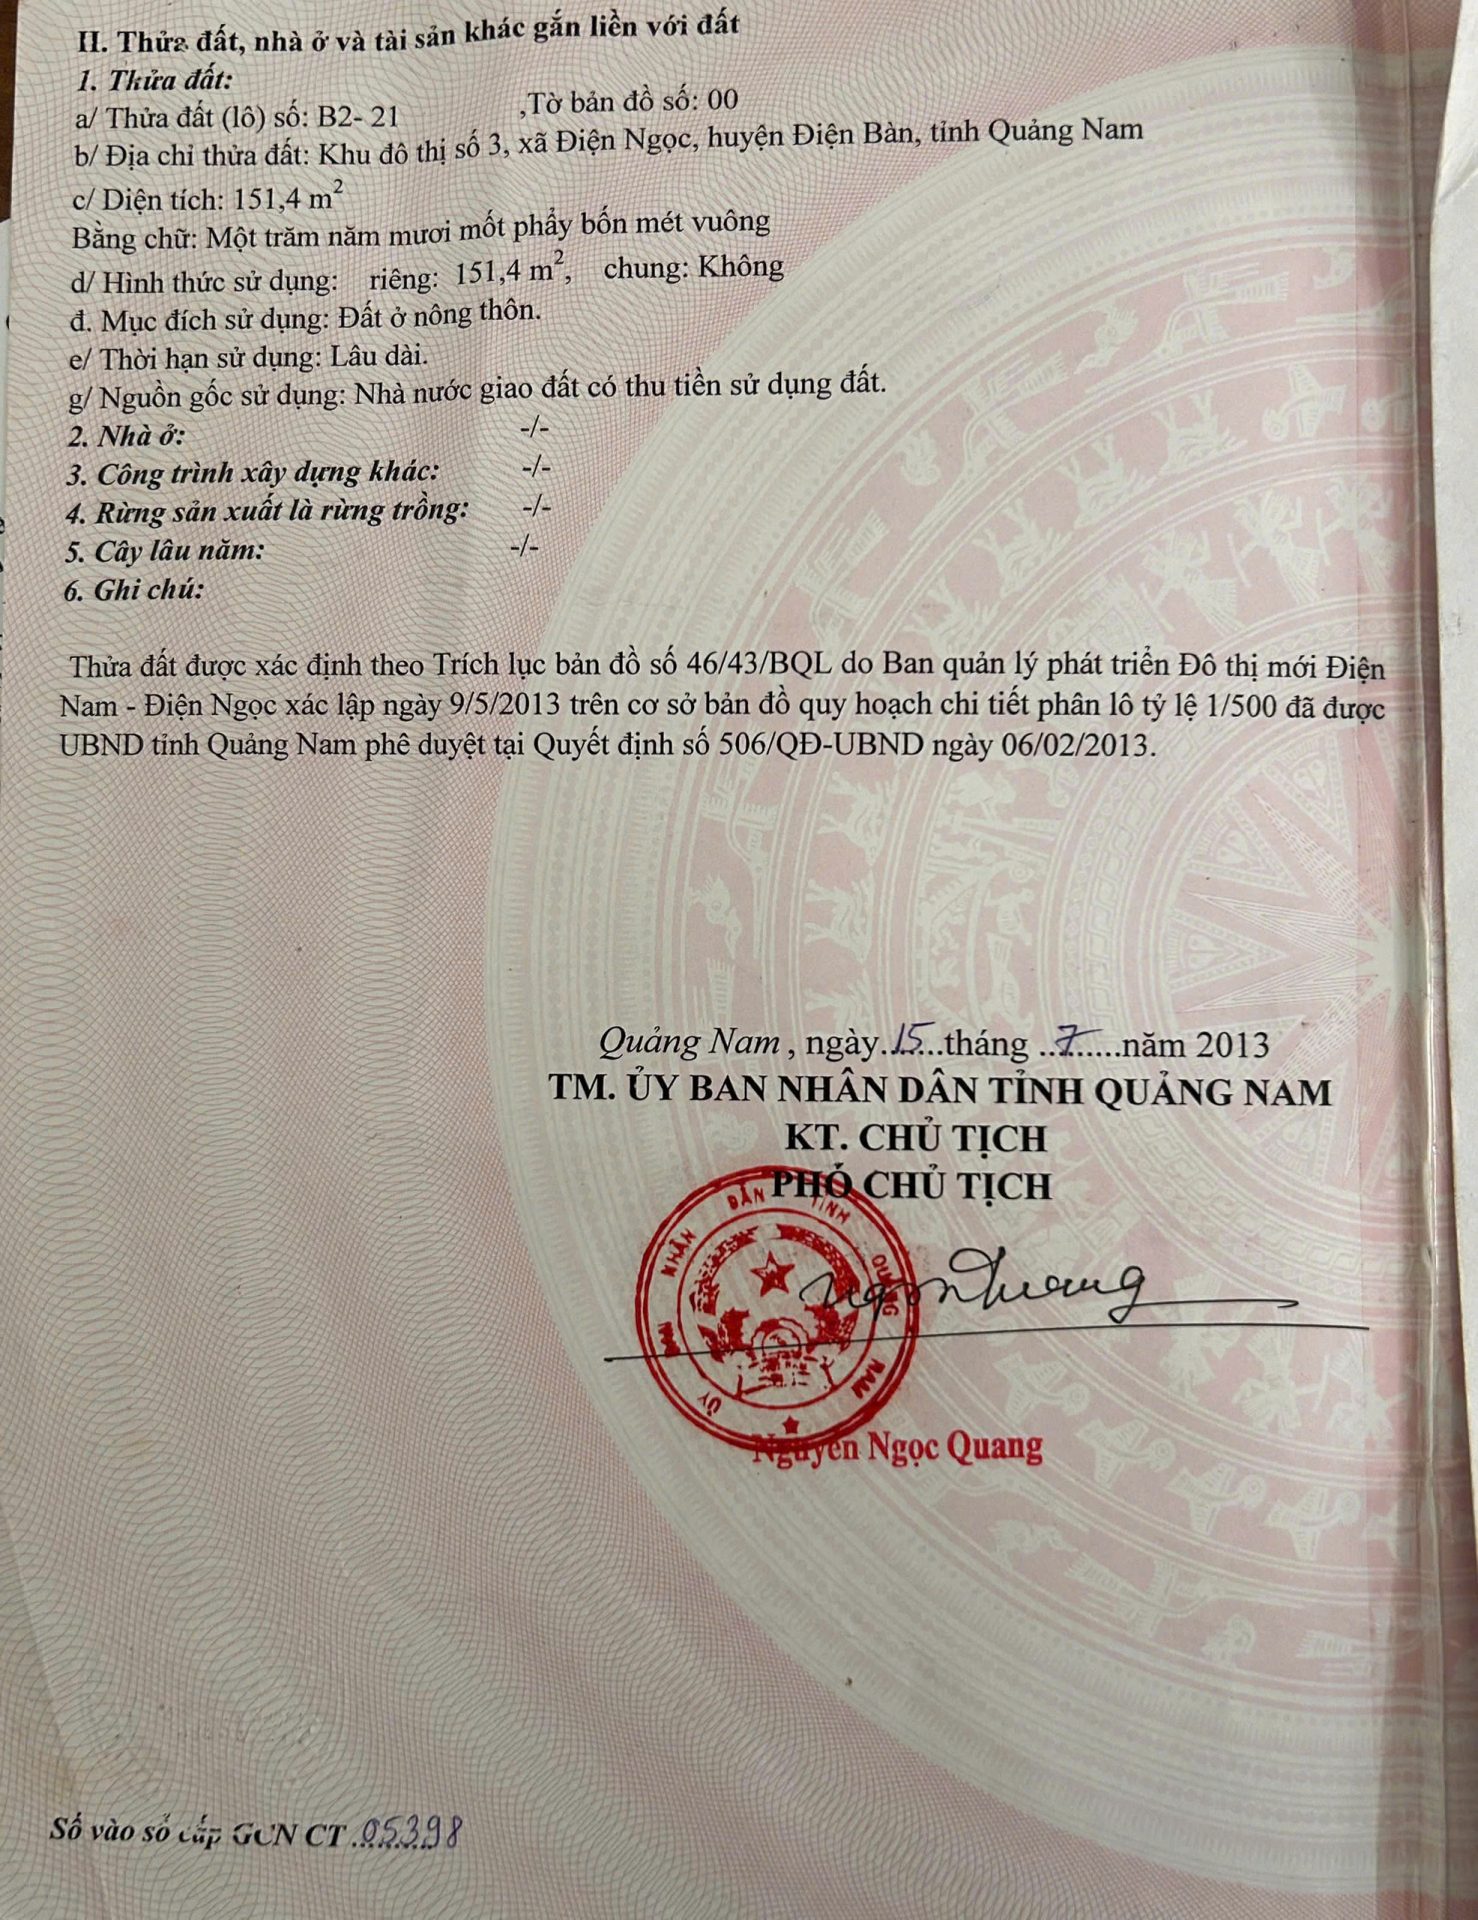 II. Thửa đất, nhà ở và tài sản khác gắn liền với đất
1. Thửa đất:
a/ Thửa đất (lô) số: B2- 21 ,Tờ bản đồ số: 00
b/ Địa chỉ thửa đất: Khu đô thị số 3, xã Điện Ngọc, huyện Điện Bàn, tỉnh Quảng Nam
c/ Diện tích: 151,4 m²
Bằng chữ: Một trăm năm mươi mốt phẩy bốn mét vuông
d/ Hình thức sử dụng: riêng: 151,4 m², chung: Không
đ. Mục đích sử dụng: Đất ở nông thôn.
e/ Thời hạn sử dụng: Lâu dài.
g/ Nguồn gốc sử dụng: Nhà nước giao đất có thu tiền sử dụng đất.
2. Nhà ở: -/-
3. Công trình xây dựng khác: -/-
4. Rừng sản xuất là rừng trồng: -/-
5. Cây lâu năm: -/-
6. Ghi chú:
Thửa đất được xác định theo Trích lục bản đồ số 46/43/BQL do Ban quản lý phát triển Đô thị mới Điện
Nam - Điện Ngọc xác lập ngày 9/5/2013 trên cơ sở bản đồ quy hoạch chi tiết phân lô tỷ lệ 1/500 đã được
UBND tỉnh Quảng Nam phê duyệt tại Quyết định số 506/QĐ-UBND ngày 06/02/2013.
Quảng Nam , ngày..15...tháng ..7......năm 2013
TM. ỦY BAN NHÂN DÂN TỈNH QUẢNG NAM
KT. CHỦ TỊCH
PHÓ CHỦ TỊCH
ỦY BAN NHÂN DÂN TỈNH QUẢNG NAM
Nguyễn Ngọc Quang
Số vào sổ cấp GCN CT .05398